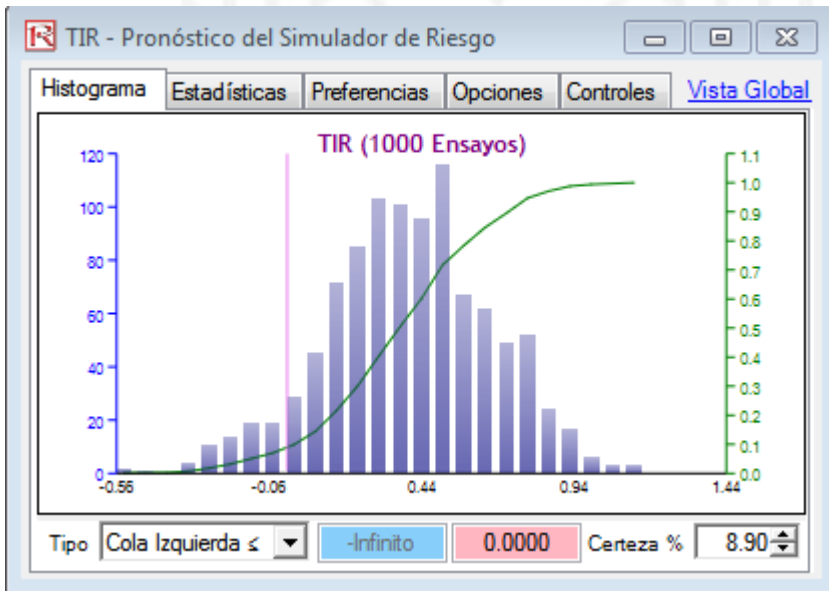 TIR - Pronóstico del Simulador de Riesgo
Histograma Estadísticas Preferencias Opciones Controles Vista Global
TIR (1000 Ensayos)
120 1.1
1.0
100 0.9
80 0.8
0.7
60 0.6
0.5
40 0.4
0.3
20 0.2
0.1
0 0.0
-0.56 -0.06 0.44 0.94 1.44
Tipo Cola Izquierda ≤ -Infinito 0.0000 Certeza % 8.90